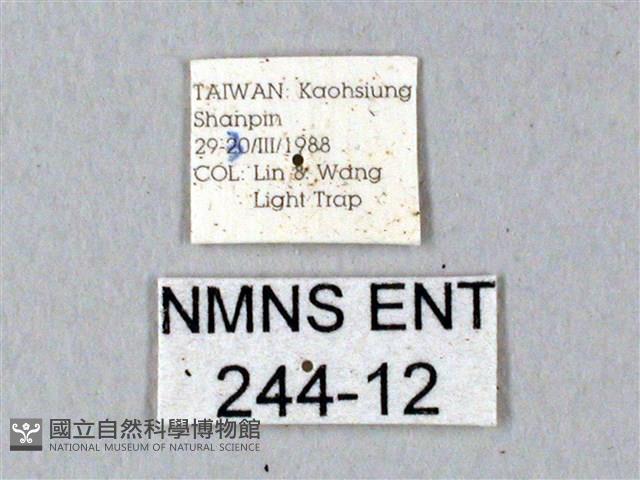 TAIWAN: Kaohsiung
Shanpin
29-30/III/1988
COL: Lin & Wang
Light Trap
NMNS ENT
244-12
國立自然科學博物館
NATIONAL MUSEUM OF NATURAL SCIENCE